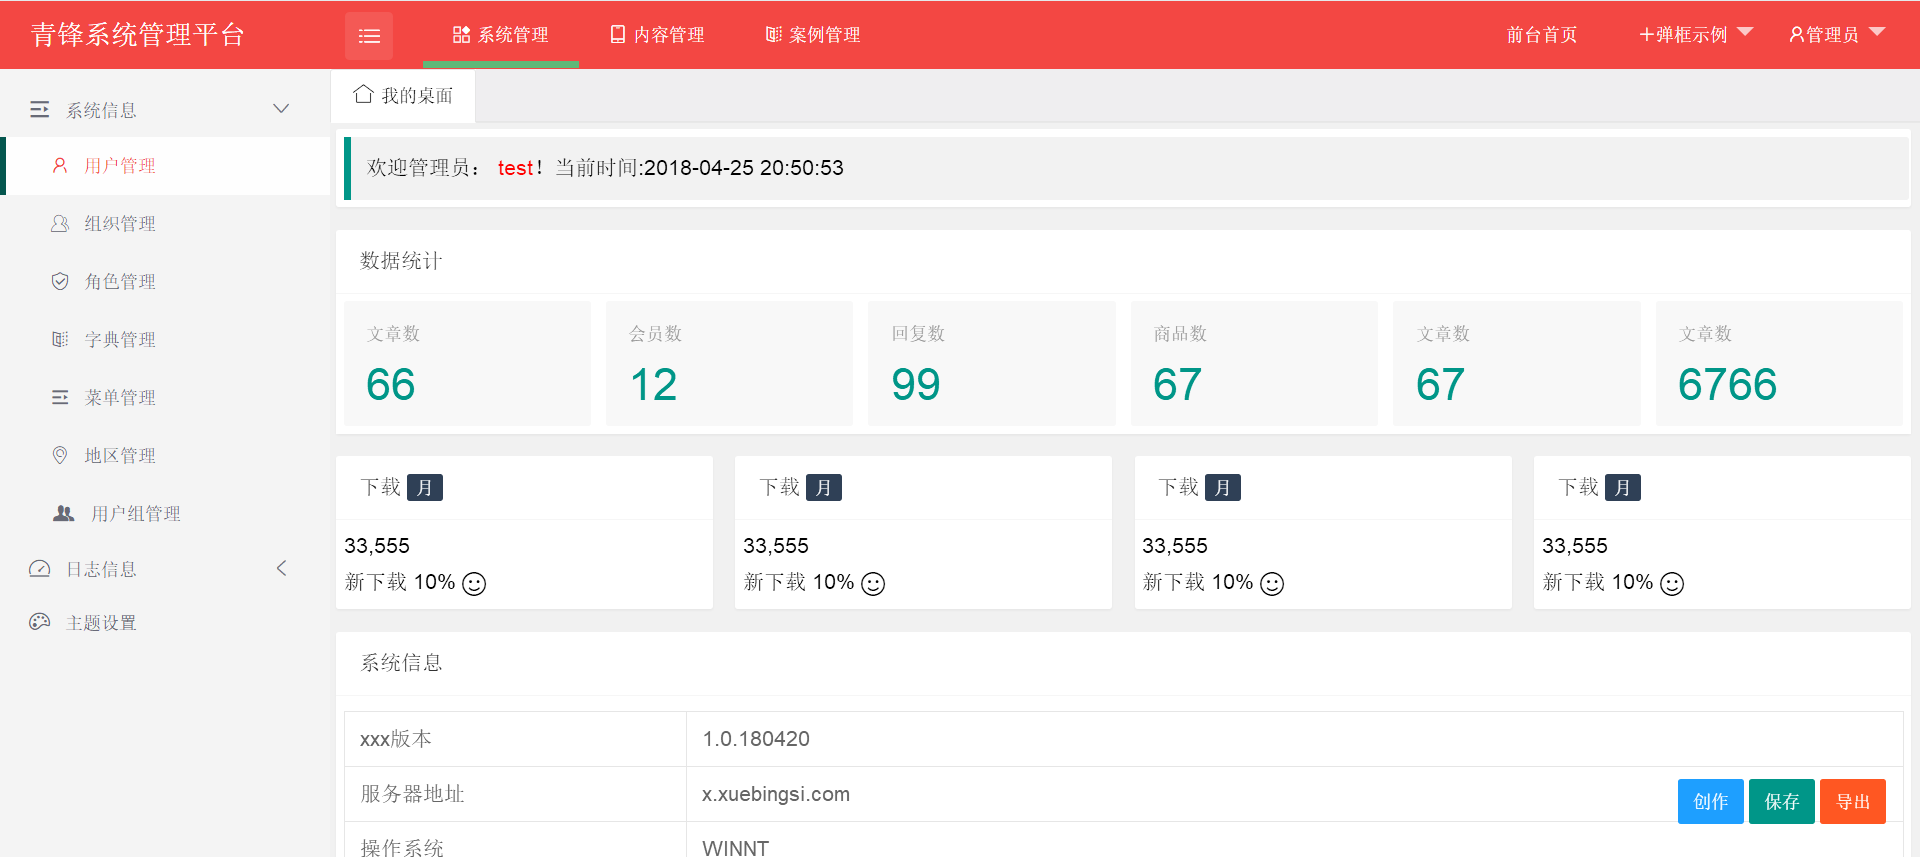 青锋系统管理平台
系统管理 内容管理 案例管理
前台首页 弹框示例 管理员
系统信息
用户管理
组织管理
角色管理
字典管理
菜单管理
地区管理
用户组管理
日志信息
主题设置
我的桌面
欢迎管理员： test！当前时间:2018-04-25 20:50:53
数据统计
文章数 会员数 回复数 商品数 文章数 文章数
66 12 99 67 67 6766
下载 月 下载 月 下载 月 下载 月
33,555 33,555 33,555 33,555
新下载 10% 新下载 10% 新下载 10% 新下载 10%
系统信息
xxx版本 1.0.180420
服务器地址 x.xuebingsi.com
创作 保存 导出
操作系统 WINNT